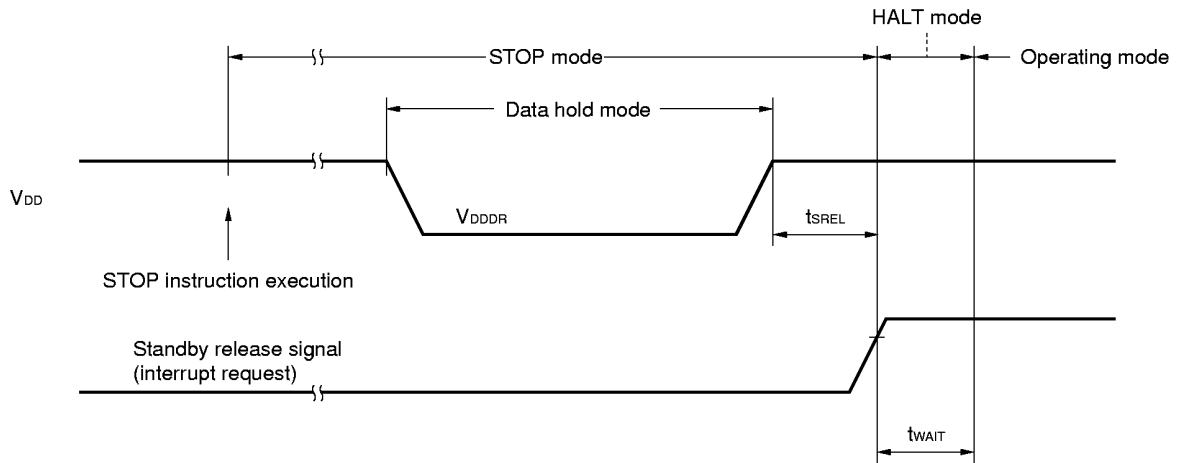 HALT mode
STOP mode
Operating mode
Data hold mode
VDD
VDDDR
tSREL
STOP instruction execution
Standby release signal
(interrupt request)
tWAIT